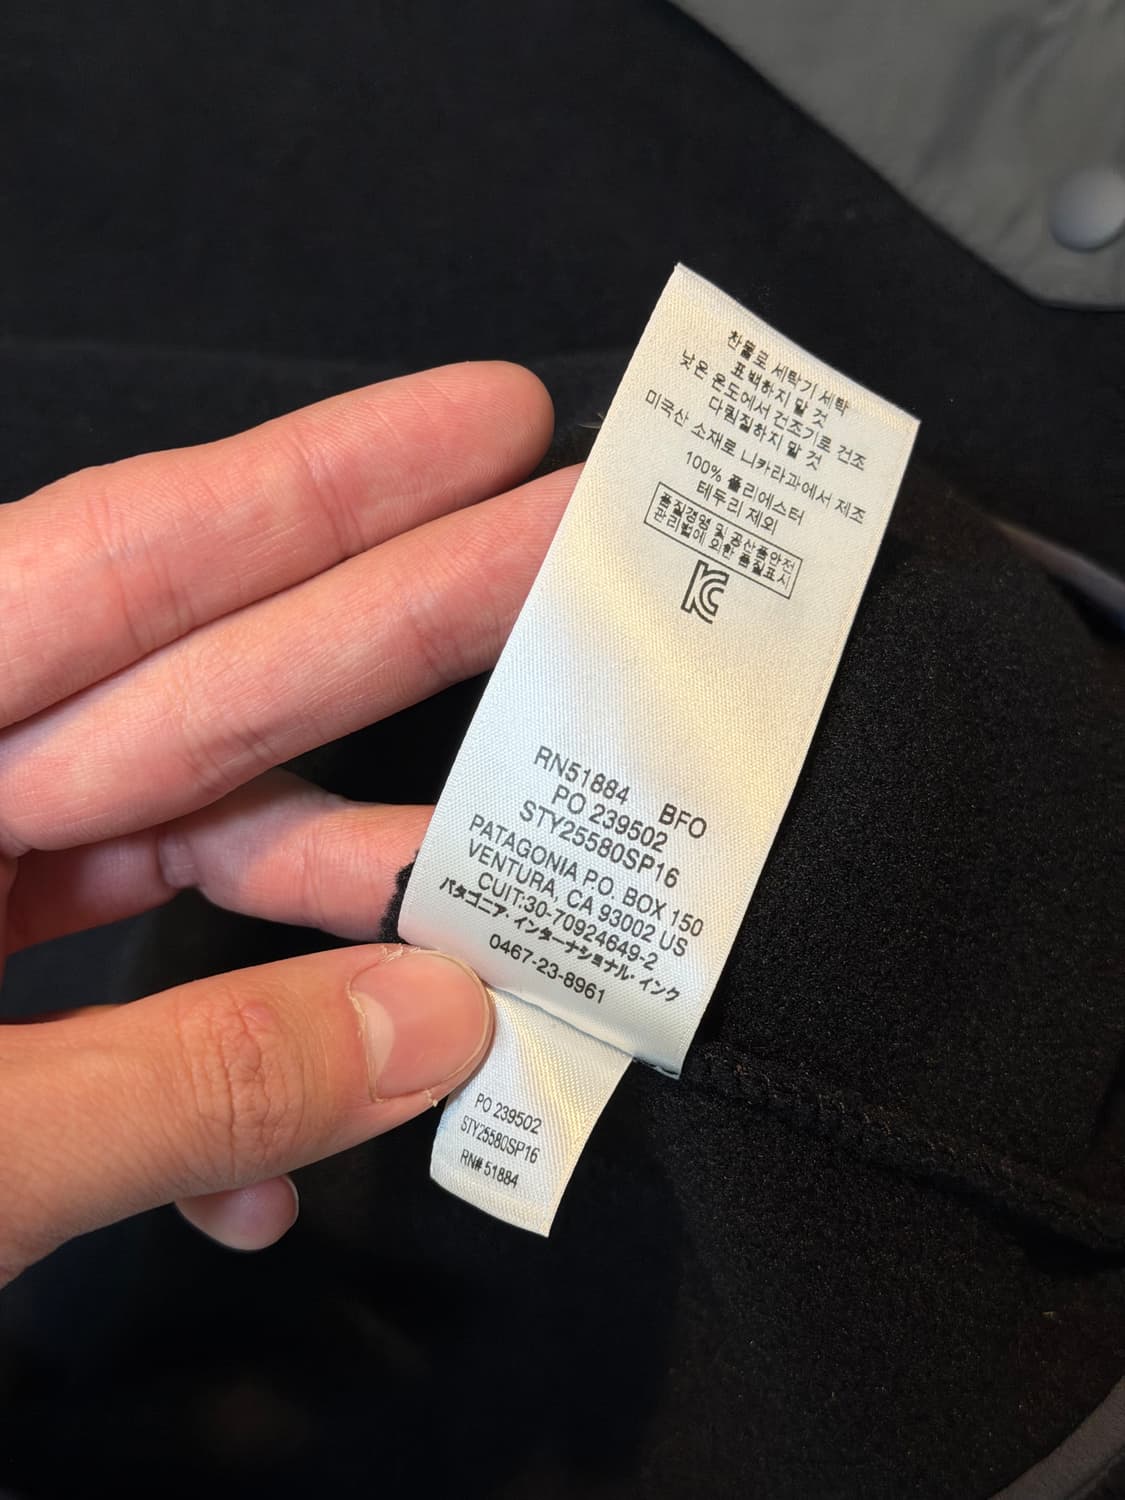 찬물로 세탁기 세탁
표백하지 말 것
낮은 온도에서 건조기로 건조
다림질하지 말 것
미국산 소재로 니카라과에서 제조
100% 폴리에스터
테두리 제외
품질경영 및 공산품안전
관리법에 의한 품질표시
KC
RN51884 BFO
PO 239502
STY25580SP16
PATAGONIA P.O. BOX 150
VENTURA, CA 93002 US
CUIT:30-70924649-2
パタゴニア・インターナショナル・インク
0467-23-8961
PO 239502
STY25580SP16
RN# 51884